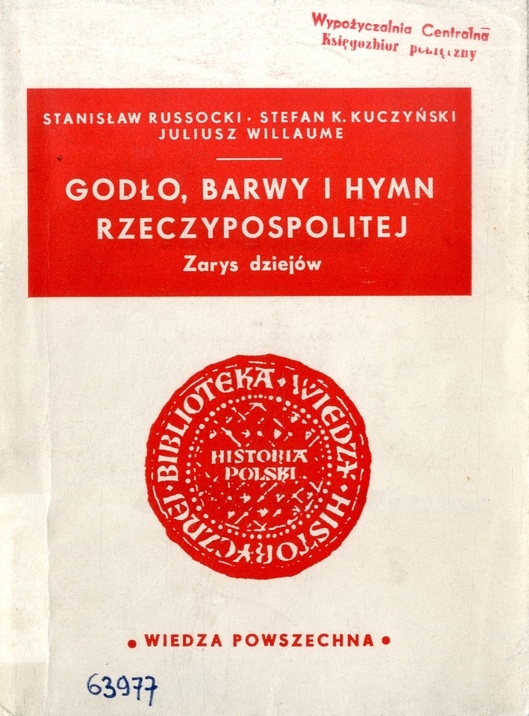 Wypożyczalnia Centralna
Księgozbiór podręczny
STANISŁAW RUSSOCKI · STEFAN K. KUCZYŃSKI
JULIUSZ WILLAUME
GODŁO, BARWY I HYMN
RZECZYPOSPOLITEJ
Zarys dziejów
BIBLIOTEKA · WIEDZY · HISTORYCZNEJ ·
HISTORIA
POLSKI
• WIEDZA POWSZECHNA •
63977